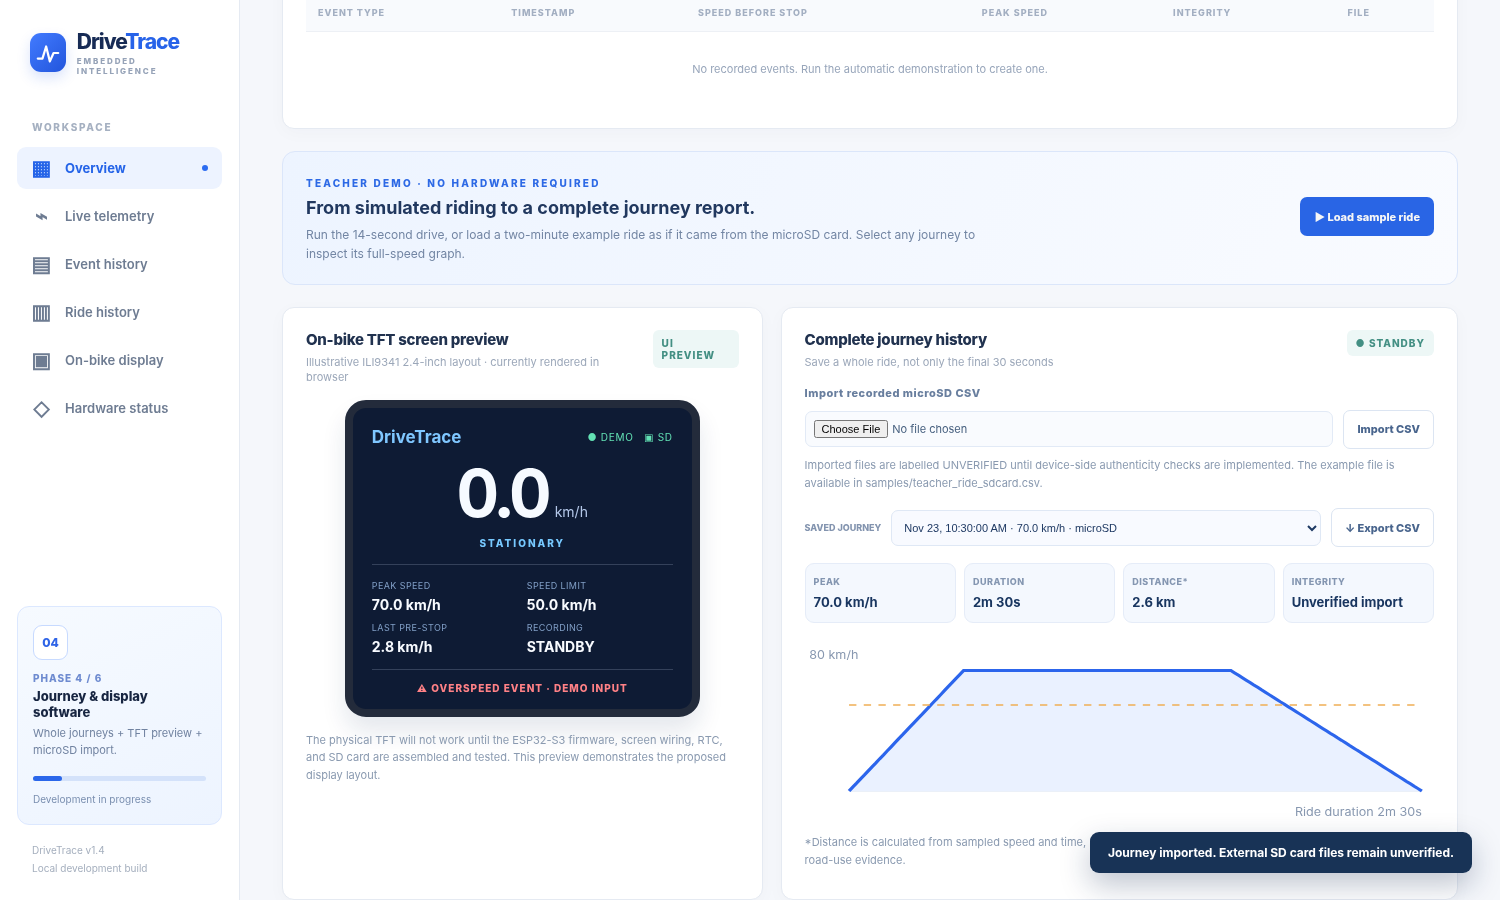 DriveTrace
EMBEDDED
INTELLIGENCE
WORKSPACE
Overview
Live telemetry
Event history
Ride history
On-bike display
Hardware status
04
PHASE 4 / 6
Journey & display
software
Whole journeys + TFT preview +
microSD import.
Development in progress
DriveTrace v1.4
Local development build
EVENT TYPE TIMESTAMP SPEED BEFORE STOP PEAK SPEED INTEGRITY FILE
No recorded events. Run the automatic demonstration to create one.
TEACHER DEMO · NO HARDWARE REQUIRED
From simulated riding to a complete journey report.
Run the 14-second drive, or load a two-minute example ride as if it came from the microSD card. Select any journey to
inspect its full-speed graph.
▶ Load sample ride
On-bike TFT screen preview
Illustrative ILI9341 2.4-inch layout · currently rendered in
browser
UI
PREVIEW
DriveTrace
● DEMO ▣ SD
0.0 km/h
STATIONARY
PEAK SPEED SPEED LIMIT
70.0 km/h 50.0 km/h
LAST PRE-STOP RECORDING
2.8 km/h STANDBY
⚠ OVERSPEED EVENT · DEMO INPUT
The physical TFT will not work until the ESP32-S3 firmware, screen wiring, RTC,
and SD card are assembled and tested. This preview demonstrates the proposed
display layout.
Complete journey history
Save a whole ride, not only the final 30 seconds
● STANDBY
Import recorded microSD CSV
Choose File No file chosen
Import CSV
Imported files are labelled UNVERIFIED until device-side authenticity checks are implemented. The example file is
available in samples/teacher_ride_sdcard.csv.
SAVED JOURNEY Nov 23, 10:30:00 AM · 70.0 km/h · microSD ↓ Export CSV
PEAK DURATION DISTANCE* INTEGRITY
70.0 km/h 2m 30s 2.6 km Unverified import
80 km/h
Ride duration 2m 30s
*Distance is calculated from sampled speed and time,
road-use evidence.
Journey imported. External SD card files remain unverified.